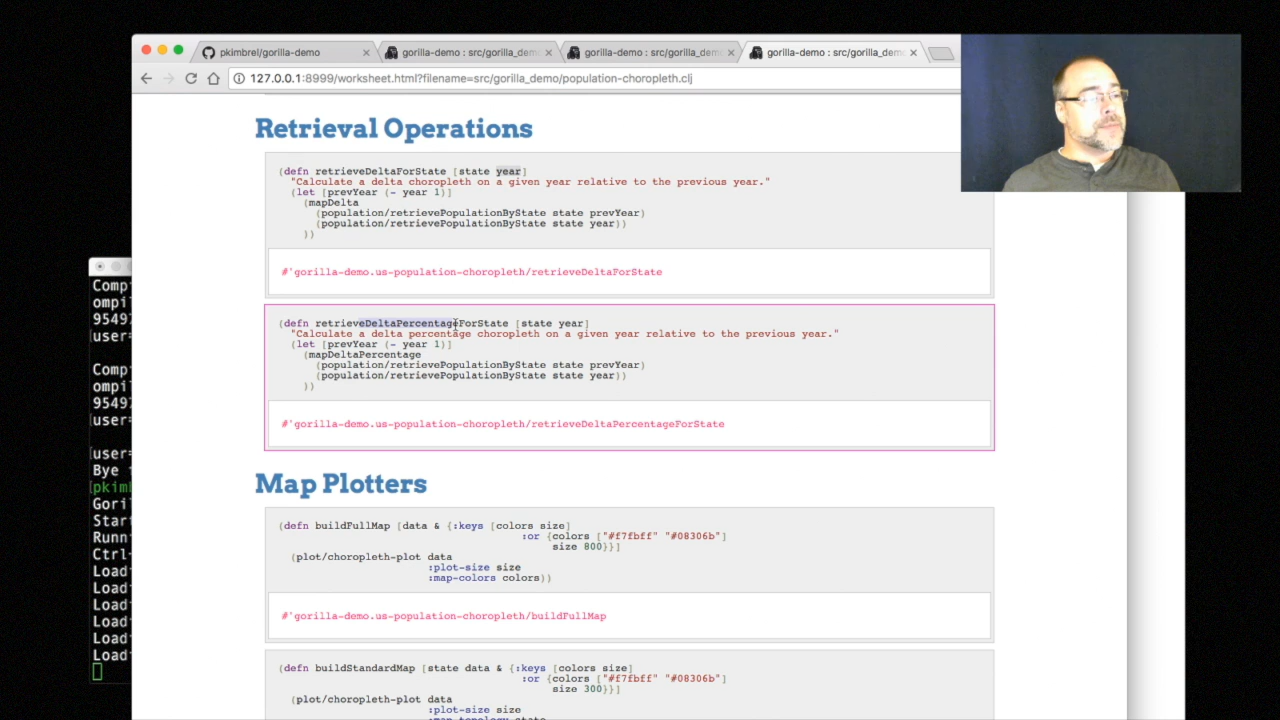 pkimbrel/gorilla-demo
gorilla-demo : src/gorilla_demo
gorilla-demo : src/gorilla_demo
gorilla-demo : src/gorilla_demo
127.0.0.1:8999/worksheet.html?filename=src/gorilla_demo/population-choropleth.clj
Retrieval Operations
(defn retrieveDeltaForState [state year]
"Calculate a delta choropleth on a given year relative to the previous year."
(let [prevYear (- year 1)]
(mapDelta
(population/retrievePopulationByState state prevYear)
(population/retrievePopulationByState state year))
))
#'gorilla-demo.us-population-choropleth/retrieveDeltaForState
(defn retrieveDeltaPercentageForState [state year]
"Calculate a delta percentage choropleth on a given year relative to the previous year."
(let [prevYear (- year 1)]
(mapDeltaPercentage
(population/retrievePopulationByState state prevYear)
(population/retrievePopulationByState state year))
))
#'gorilla-demo.us-population-choropleth/retrieveDeltaPercentageForState
Map Plotters
(defn buildFullMap [data & {:keys [colors size]
:or {colors ["#f7fbff" "#08306b"]
size 800}}]
(plot/choropleth-plot data
:plot-size size
:map-colors colors))
#'gorilla-demo.us-population-choropleth/buildFullMap
(defn buildStandardMap [state data & {:keys [colors size]
:or {colors ["#f7fbff" "#08306b"]
size 300}}]
(plot/choropleth-plot data
:plot-size size
:map-topology state
Comp
ompil
9549
user=
Comp
ompil
9549
user=
user=
Bye
pkim
Gori
Star
Runn
Ctrl
Load
Load
Load
Load
Load
Load